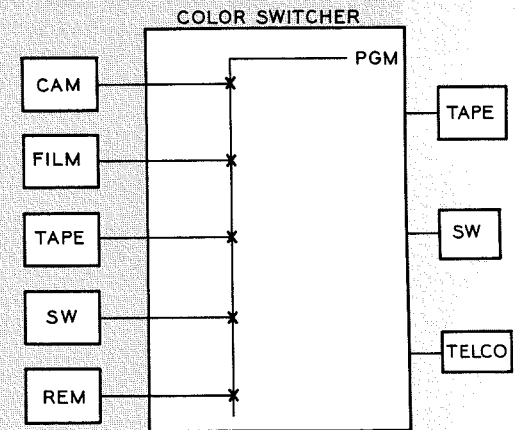 COLOR SWITCHER
PGM
CAM
FILM
TAPE
SW
REM
TAPE
SW
TELCO